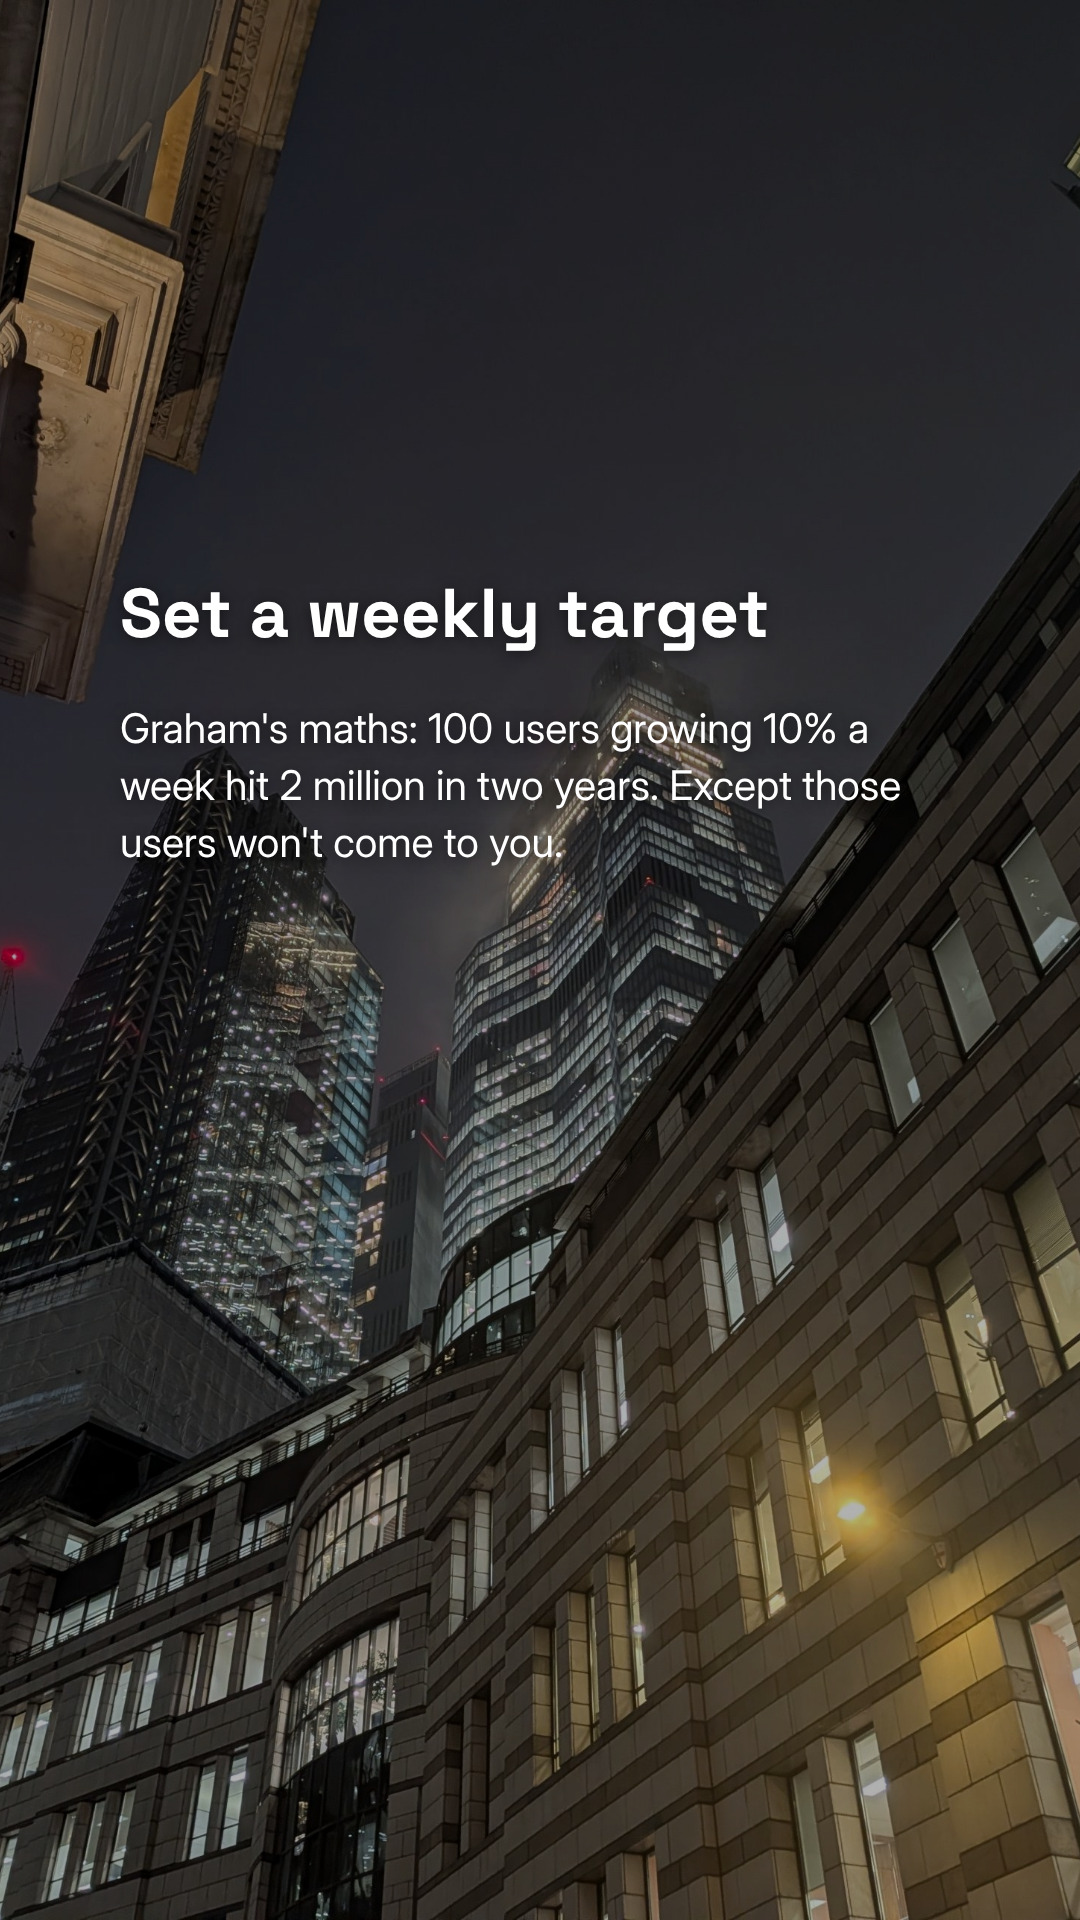 Set a weekly target
Graham's maths: 100 users growing 10% a
week hit 2 million in two years. Except those
users won't come to you.